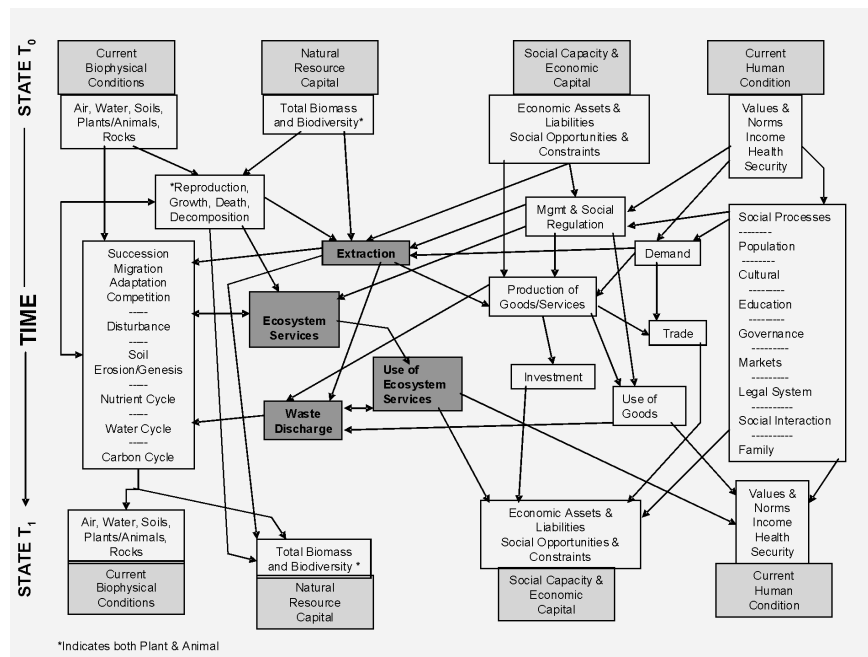 STATE T0
TIME
STATE T1
Current
Biophysical
Conditions
Air, Water, Soils,
Plants/Animals,
Rocks
Natural
Resource
Capital
Total Biomass
and Biodiversity*
Social Capacity &
Economic
Capital
Economic Assets &
Liabilities
Social Opportunities &
Constraints
Current
Human
Condition
Values &
Norms
Income
Health
Security
*Reproduction,
Growth, Death,
Decomposition
Mgmt & Social
Regulation
Social Processes
--------
Population
---------
Cultural
----------
Education
----------
Governance
----------
Markets
----------
Legal System
----------
Social Interaction
----------
Family
Succession
Migration
Adaptation
Competition
-----
Disturbance
-----
Soil
Erosion/Genesis
-----
Nutrient Cycle
-----
Water Cycle
-----
Carbon Cycle
Extraction
Demand
Ecosystem
Services
Production of
Goods/Services
Trade
Use of
Ecosystem
Services
Investment
Waste
Discharge
Use of
Goods
Air, Water, Soils,
Plants/Animals,
Rocks
Current
Biophysical
Conditions
Total Biomass
and Biodiversity *
Natural
Resource
Capital
Economic Assets &
Liabilities
Social Opportunities &
Constraints
Social Capacity &
Economic
Capital
Values &
Norms
Income
Health
Security
Current
Human
Condition
*Indicates both Plant & Animal